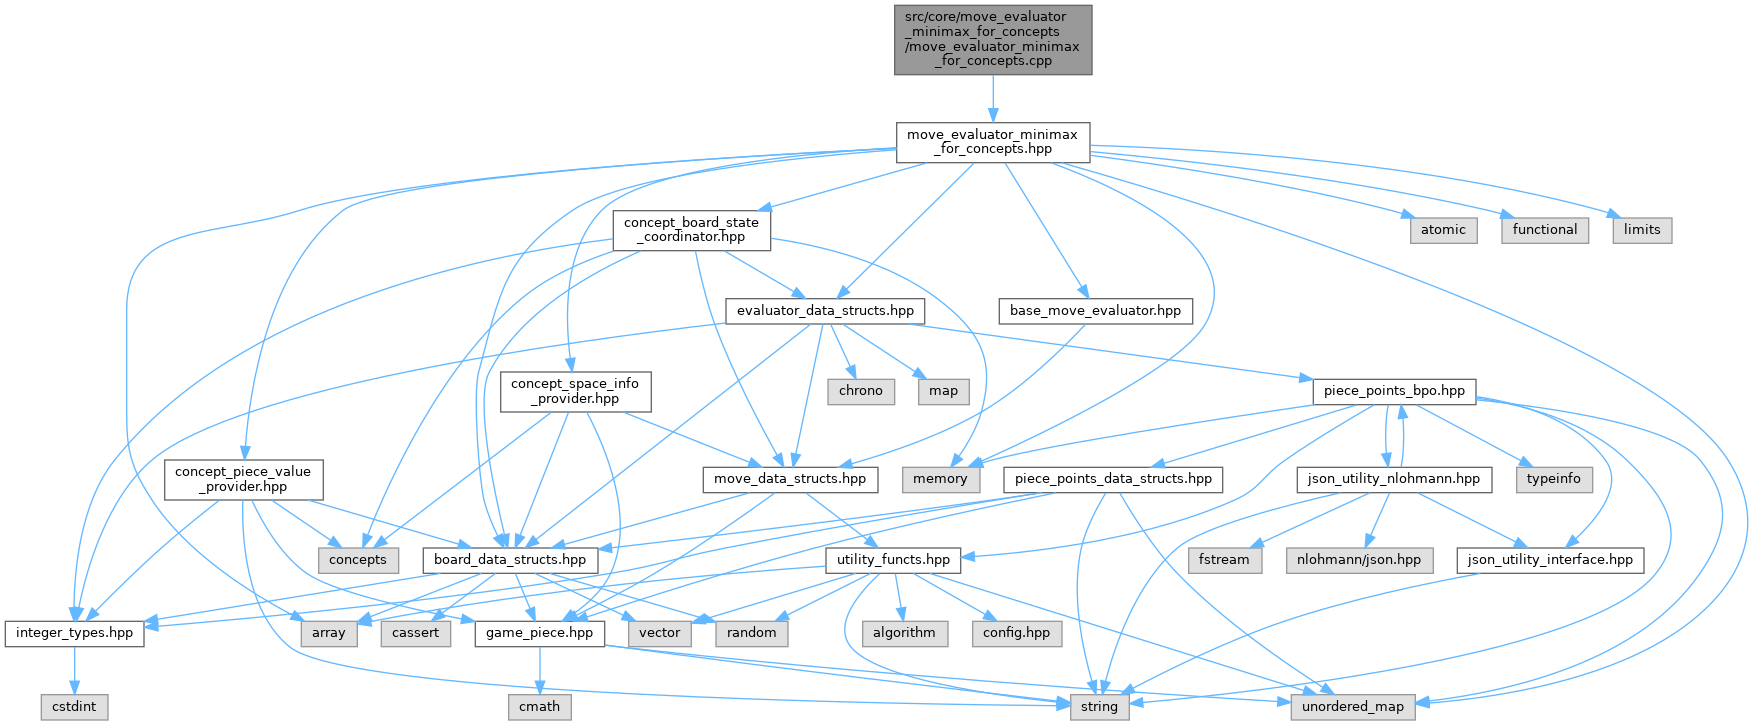 src/core/move_evaluator
_minimax_for_concepts
/move_evaluator_minimax
_for_concepts.cpp
move_evaluator_minimax
_for_concepts.hpp
concept_board_state
_coordinator.hpp
atomic
functional
limits
evaluator_data_structs.hpp
base_move_evaluator.hpp
concept_space_info
_provider.hpp
chrono
map
piece_points_bpo.hpp
concept_piece_value
_provider.hpp
move_data_structs.hpp
memory
piece_points_data_structs.hpp
json_utility_nlohmann.hpp
typeinfo
concepts
board_data_structs.hpp
utility_functs.hpp
fstream
nlohmann/json.hpp
json_utility_interface.hpp
integer_types.hpp
array
cassert
game_piece.hpp
vector
random
algorithm
config.hpp
cstdint
cmath
string
unordered_map